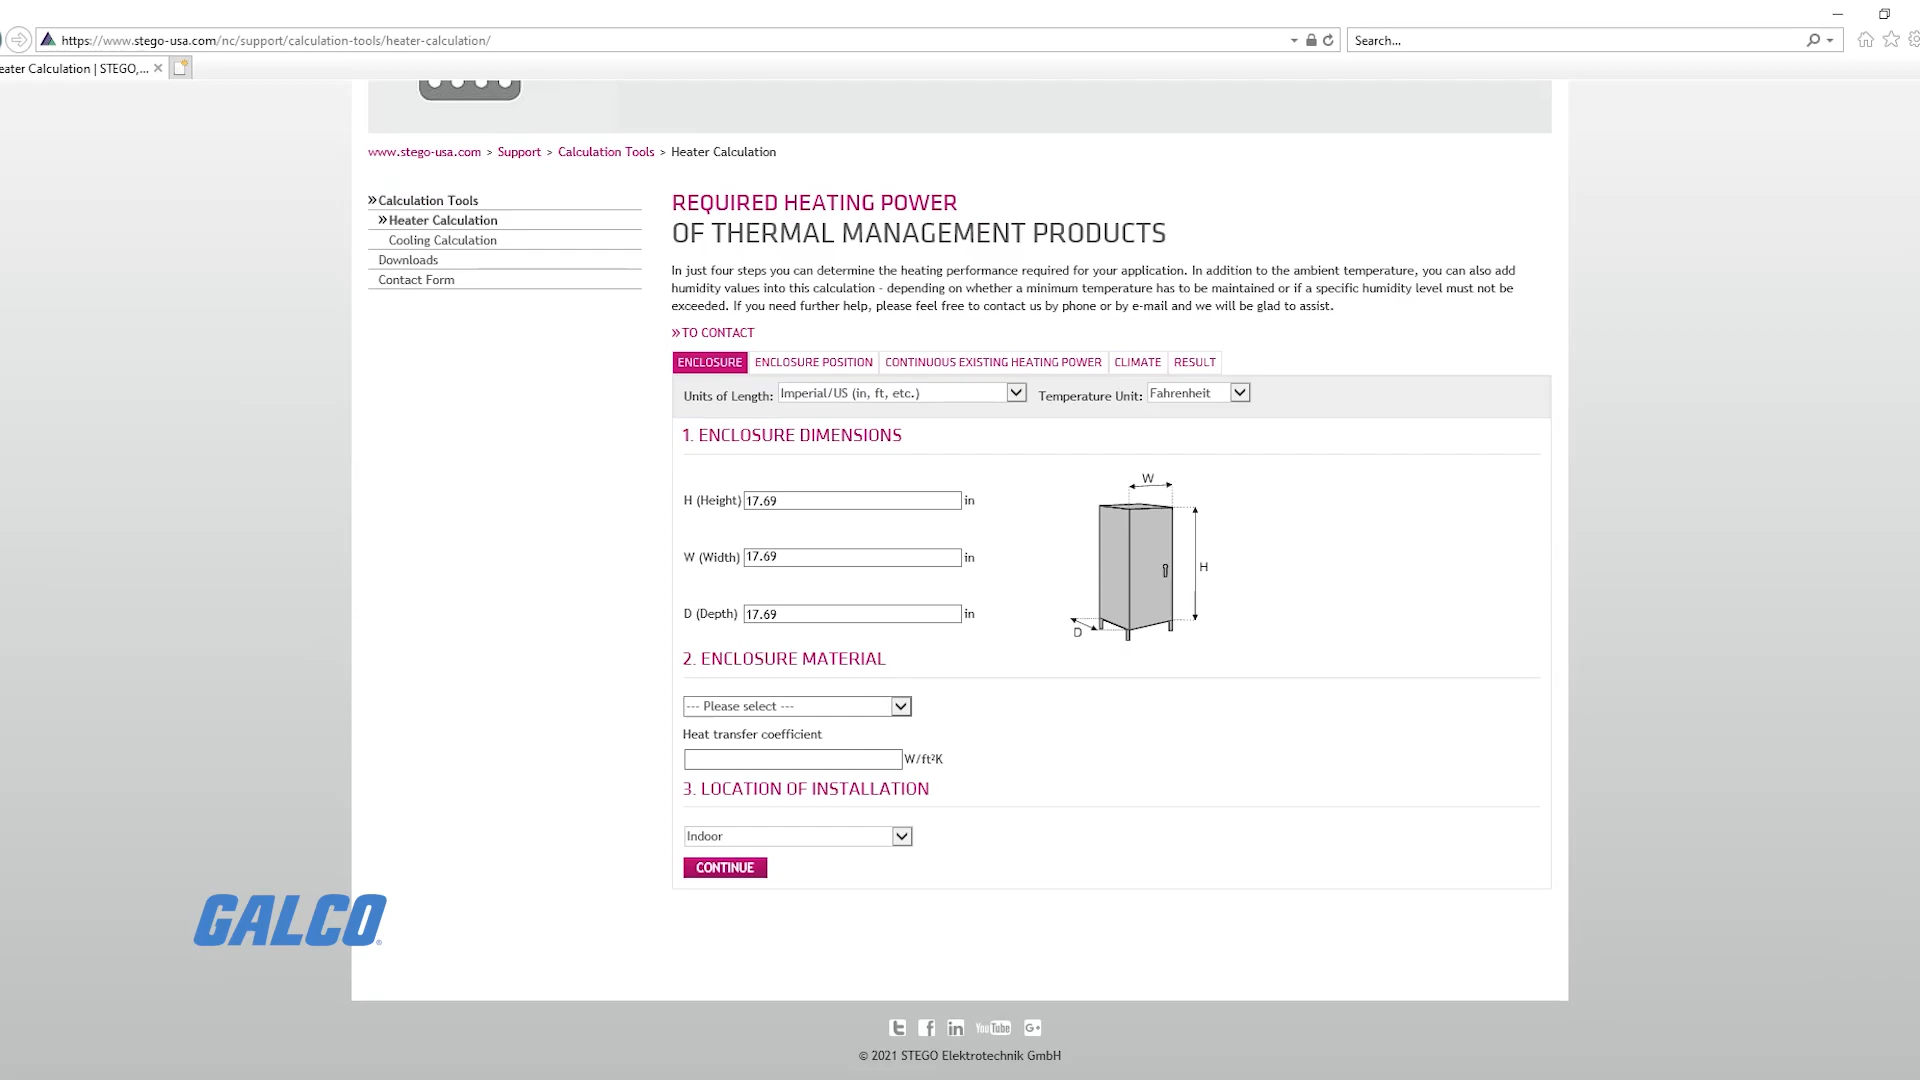 https://www.stego-usa.com/nc/support/calculation-tools/heater-calculation/
Search...
eater Calculation | STEGO,...
www.stego-usa.com > Support > Calculation Tools > Heater Calculation
Calculation Tools
Heater Calculation
Cooling Calculation
Downloads
Contact Form
REQUIRED HEATING POWER
OF THERMAL MANAGEMENT PRODUCTS
In just four steps you can determine the heating performance required for your application. In addition to the ambient temperature, you can also add
humidity values into this calculation - depending on whether a minimum temperature has to be maintained or if a specific humidity level must not be
exceeded. If you need further help, please feel free to contact us by phone or by e-mail and we will be glad to assist.
» TO CONTACT
ENCLOSURE ENCLOSURE POSITION CONTINUOUS EXISTING HEATING POWER CLIMATE RESULT
Units of Length: Imperial/US (in, ft, etc.) Temperature Unit: Fahrenheit
1. ENCLOSURE DIMENSIONS
W
H (Height) 17.69 in
W (Width) 17.69 in
H
D (Depth) 17.69 in
D
2. ENCLOSURE MATERIAL
--- Please select ---
Heat transfer coefficient
W/ft²K
3. LOCATION OF INSTALLATION
Indoor
CONTINUE
GALCO®
You Tube
G+
© 2021 STEGO Elektrotechnik GmbH